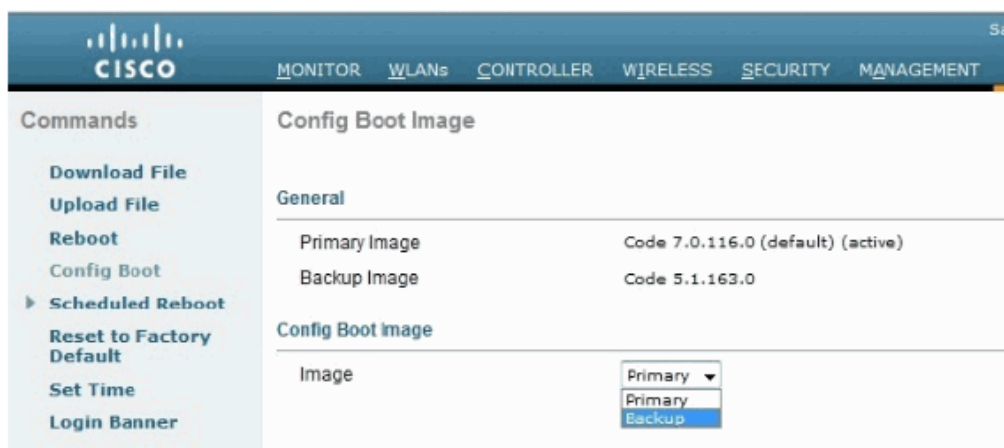 Sa
CISCO
MONITOR WLANs CONTROLLER WIRELESS SECURITY MANAGEMENT
Commands
Download File
Upload File
Reboot
Config Boot
Scheduled Reboot
Reset to Factory
Default
Set Time
Login Banner
Config Boot Image
General
Primary Image Code 7.0.116.0 (default) (active)
Backup Image Code 5.1.163.0
Config Boot Image
Image Primary
Primary
Backup